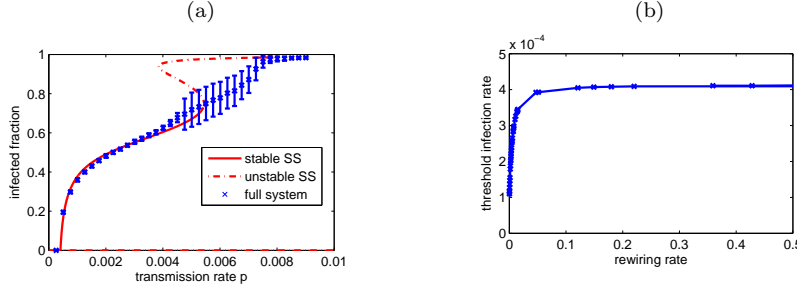 (a)
infected fraction
1
0.8
0.6
0.4
0.2
0
0
0.002
0.004
0.006
0.008
0.01
transmission rate p
stable SS
unstable SS
full system
(b)
threshold infection rate
x 10⁻⁴
5
4
3
2
1
0
0
0.1
0.2
0.3
0.4
0.5
rewiring rate